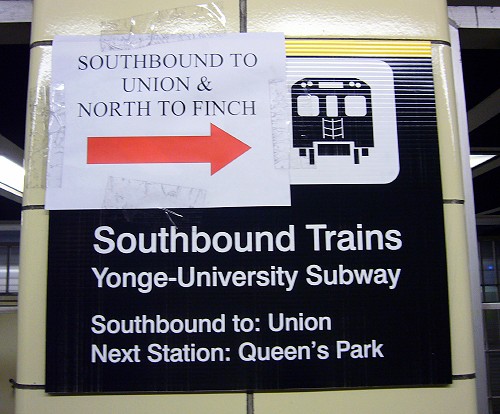 SOUTHBOUND TO
UNION &
NORTH TO FINCH
Southbound Trains
Yonge-University Subway
Southbound to: Union
Next Station: Queen's Park